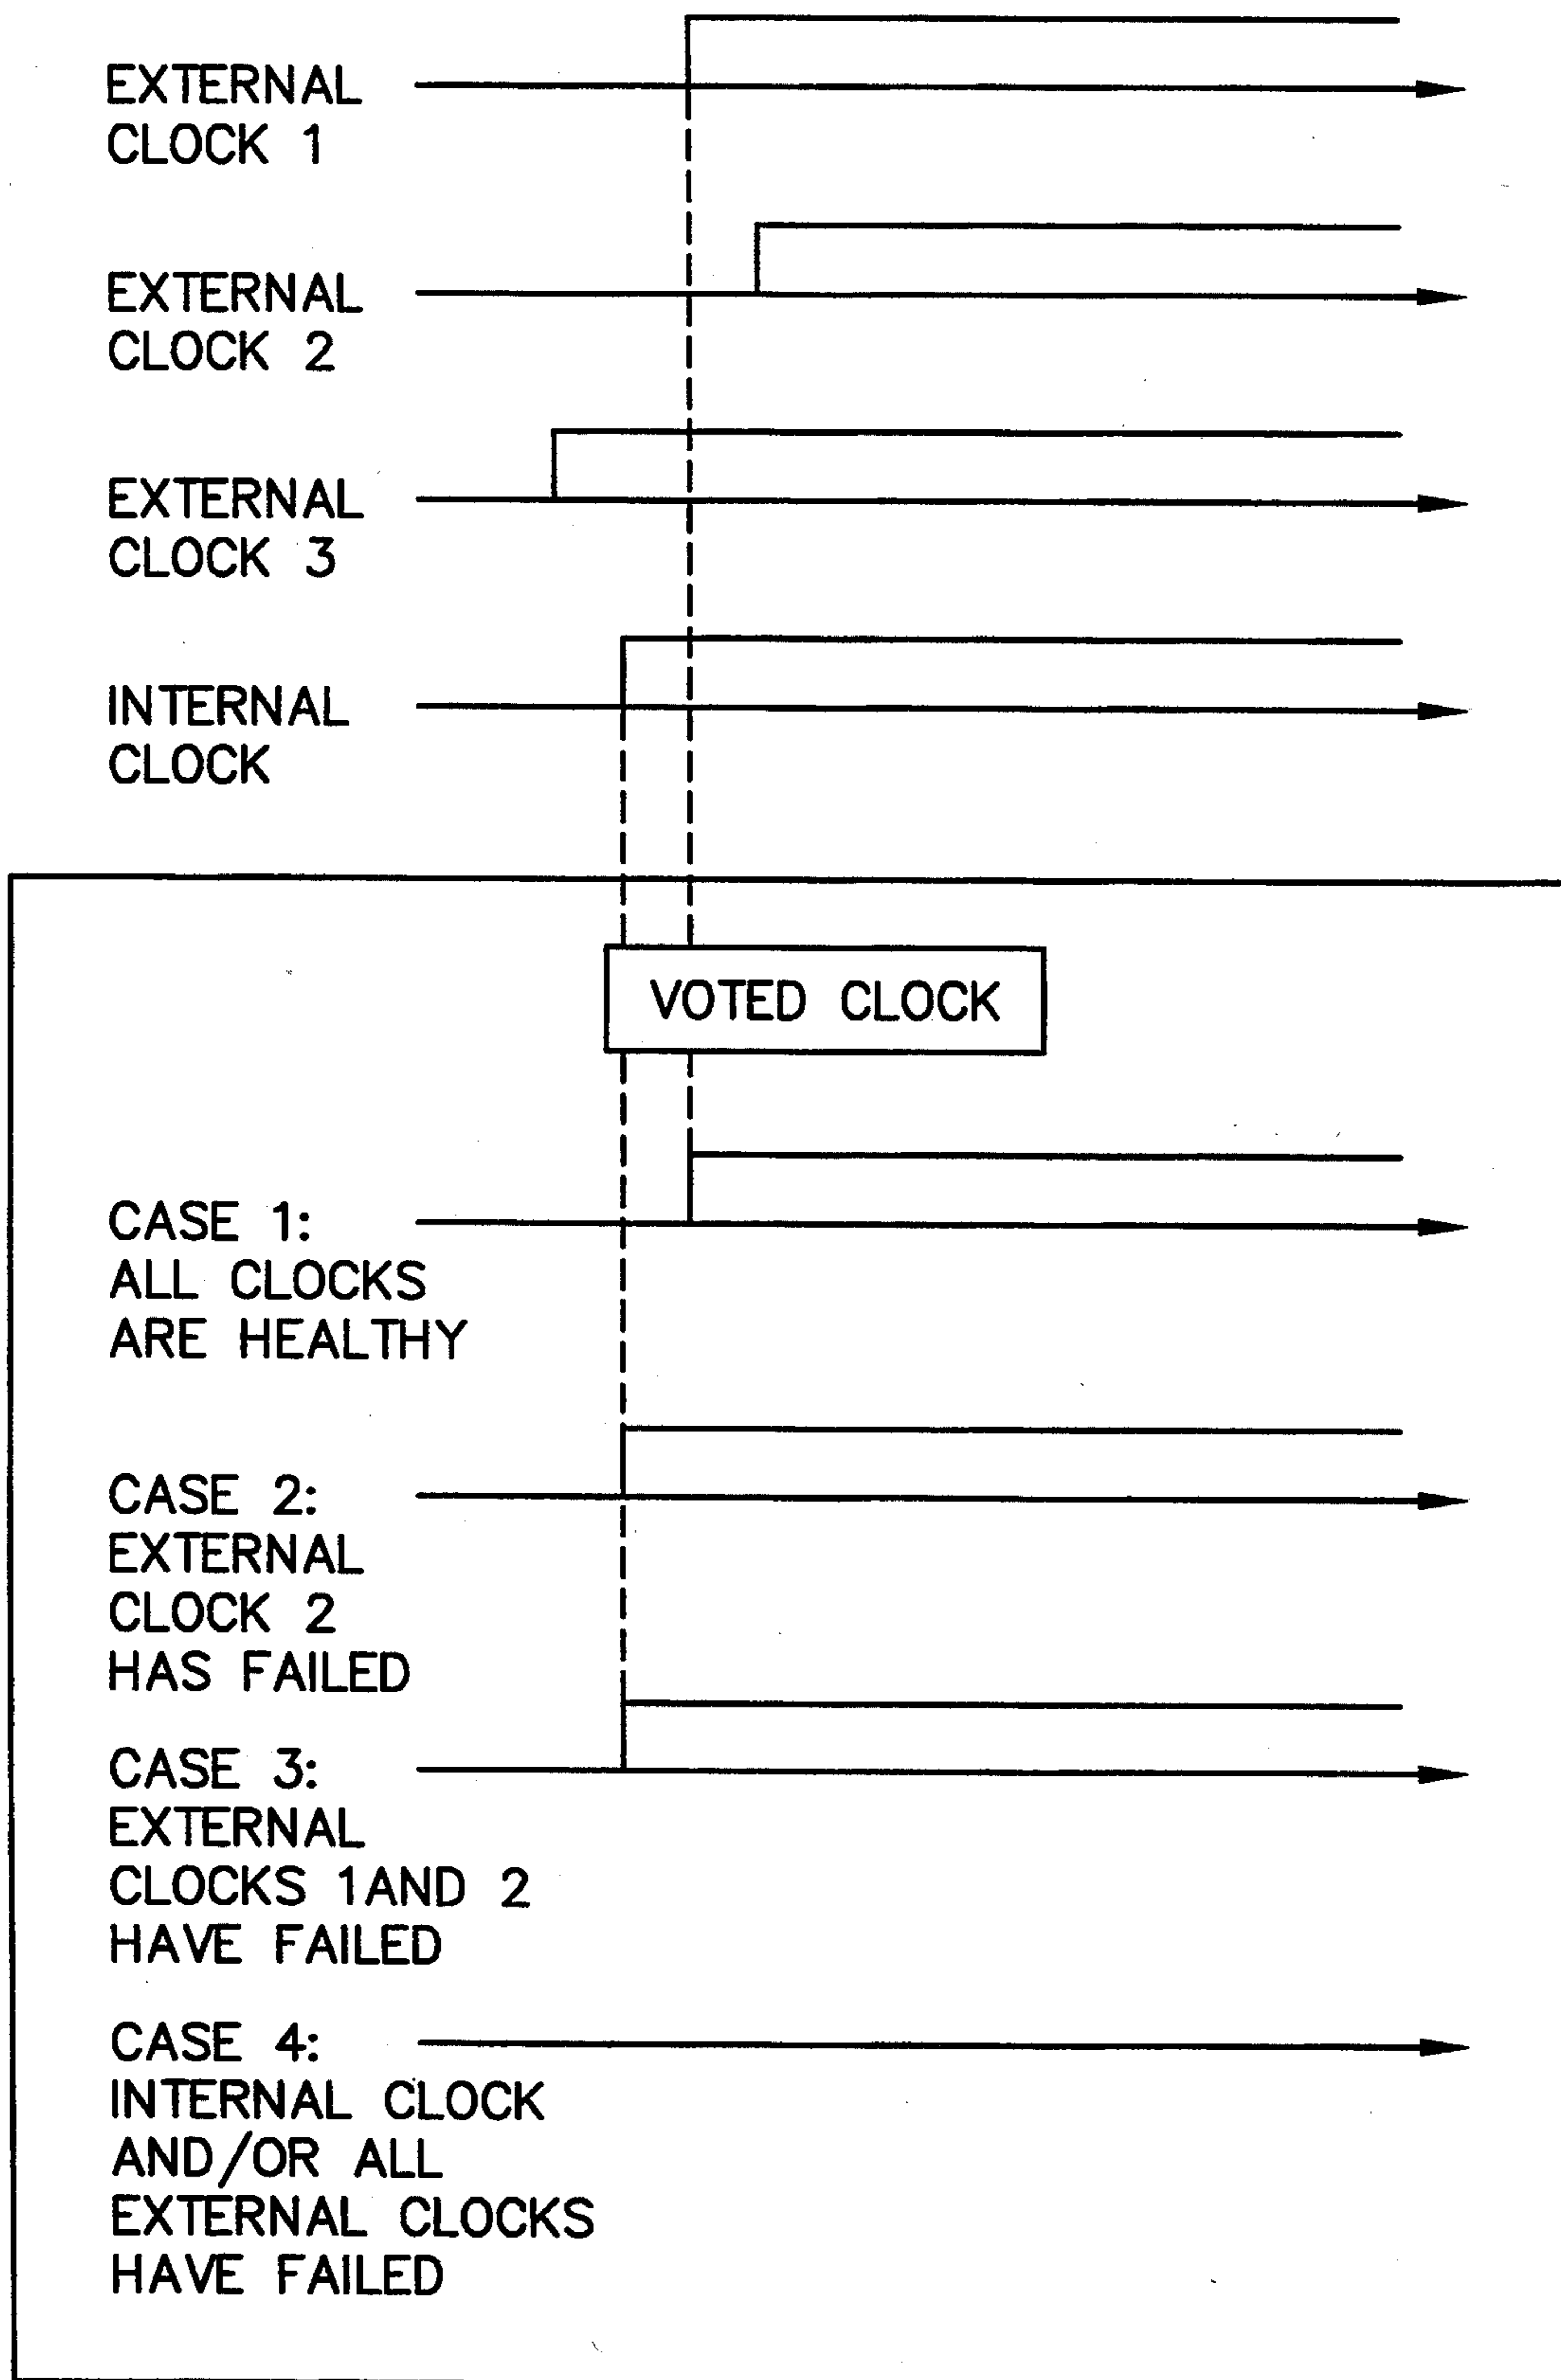 EXTERNAL
CLOCK 1
EXTERNAL
CLOCK 2
EXTERNAL
CLOCK 3
INTERNAL
CLOCK
VOTED CLOCK
CASE 1:
ALL CLOCKS
ARE HEALTHY
CASE 2:
EXTERNAL
CLOCK 2
HAS FAILED
CASE 3:
EXTERNAL
CLOCKS 1AND 2
HAVE FAILED
CASE 4:
INTERNAL CLOCK
AND/OR ALL
EXTERNAL CLOCKS
HAVE FAILED